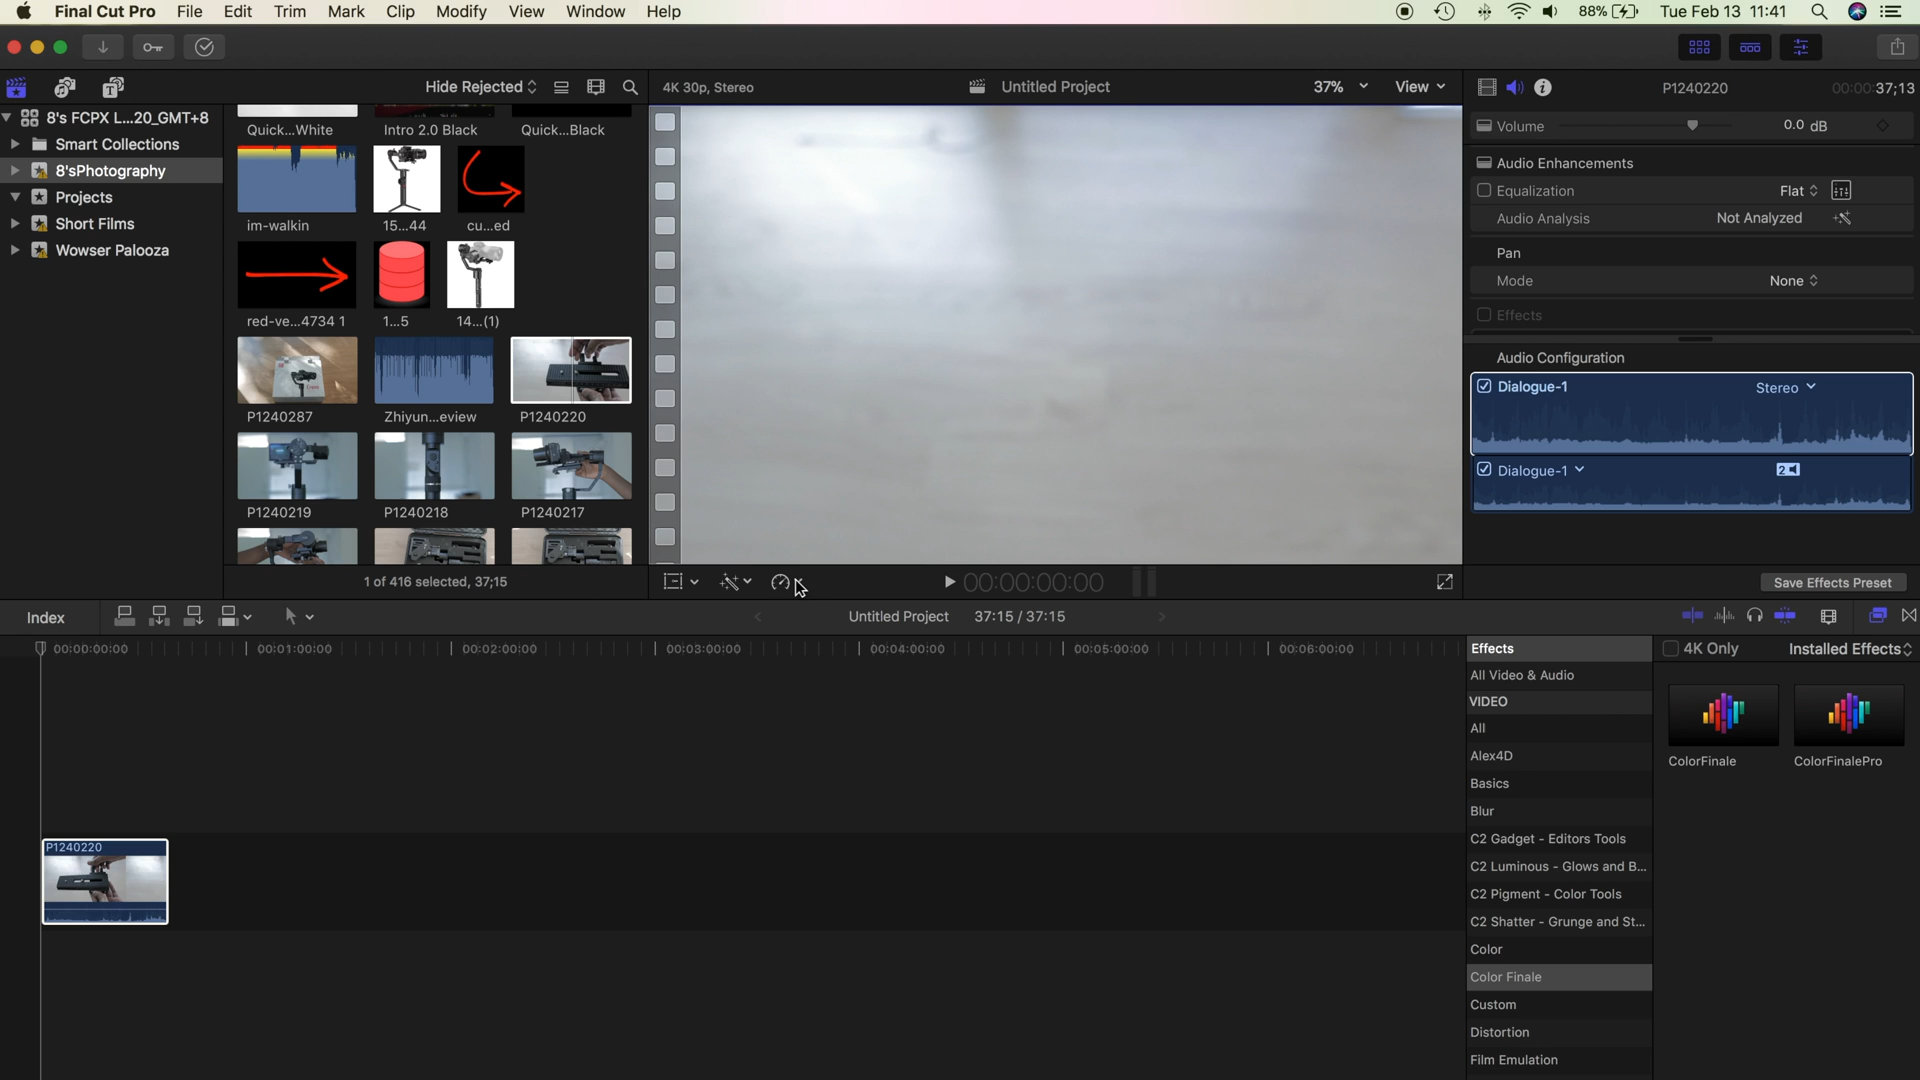 Final Cut Pro File Edit Trim Mark Clip Modify View Window Help 88% Tue Feb 13 11:41
Hide Rejected
4K 30p, Stereo Untitled Project 37% View
P1240220 00:00:00:37;13
8's FCPX L...20_GMT+8
Smart Collections
8'sPhotography
Projects
Short Films
Wowser Palooza
Quick...White Intro 2.0 Black Quick...Black
im-walkin 15...44 cu...ed
red-ve...4734 1 1...5 14...(1)
P1240287 Zhiyun...eview P1240220
P1240219 P1240218 P1240217
1 of 416 selected, 37;15
00:00:00:00
Volume 0.0 dB
Audio Enhancements
Equalization Flat
Audio Analysis Not Analyzed
Pan
Mode None
Effects
Audio Configuration
Dialogue-1 Stereo
Dialogue-1 2
Save Effects Preset
Index Untitled Project 37:15 / 37:15
00:00:00:00 00:01:00:00 00:02:00:00 00:03:00:00 00:04:00:00 00:05:00:00 00:06:00:00
P1240220
Effects 4K Only Installed Effects
All Video & Audio
VIDEO
All
Alex4D
Basics
Blur
C2 Gadget - Editors Tools
C2 Luminous - Glows and B...
C2 Pigment - Color Tools
C2 Shatter - Grunge and St...
Color
Color Finale
Custom
Distortion
Film Emulation
ColorFinale ColorFinalePro